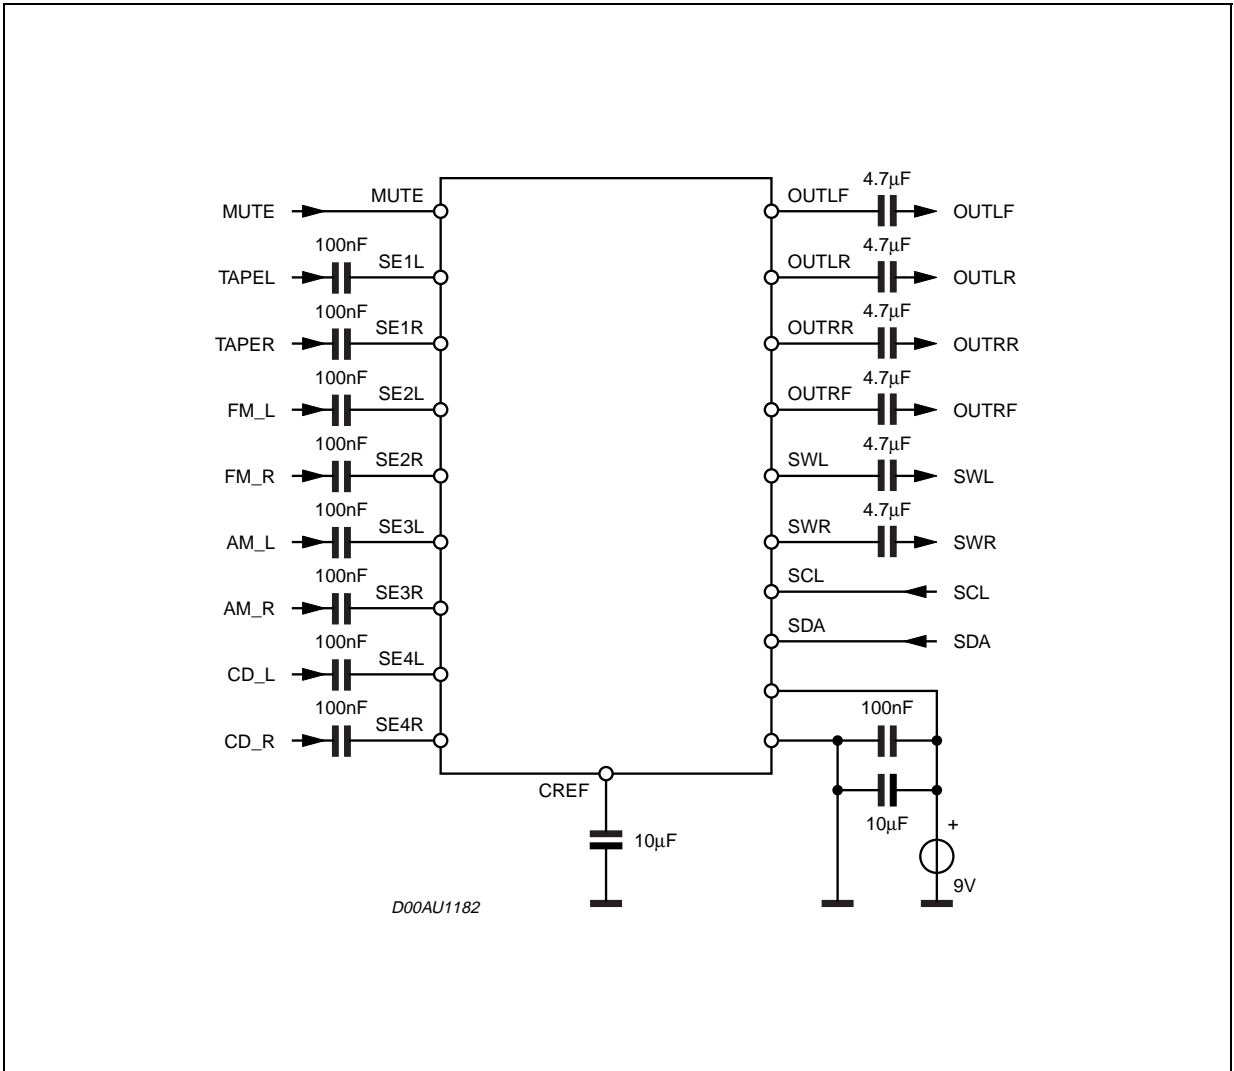 4.7µF
MUTE MUTE OUTLF OUTLF
100nF 4.7µF
TAPEL SE1L OUTLR OUTLR
100nF 4.7µF
TAPER SE1R OUTRR OUTRR
100nF 4.7µF
FM_L SE2L OUTRF OUTRF
100nF 4.7µF
FM_R SE2R SWL SWL
100nF 4.7µF
AM_L SE3L SWR SWR
100nF SCL SCL
AM_R SE3R
100nF SDA SDA
CD_L SE4L
100nF 100nF
CD_R SE4R
CREF
10µF +
10µF
9V
D00AU1182